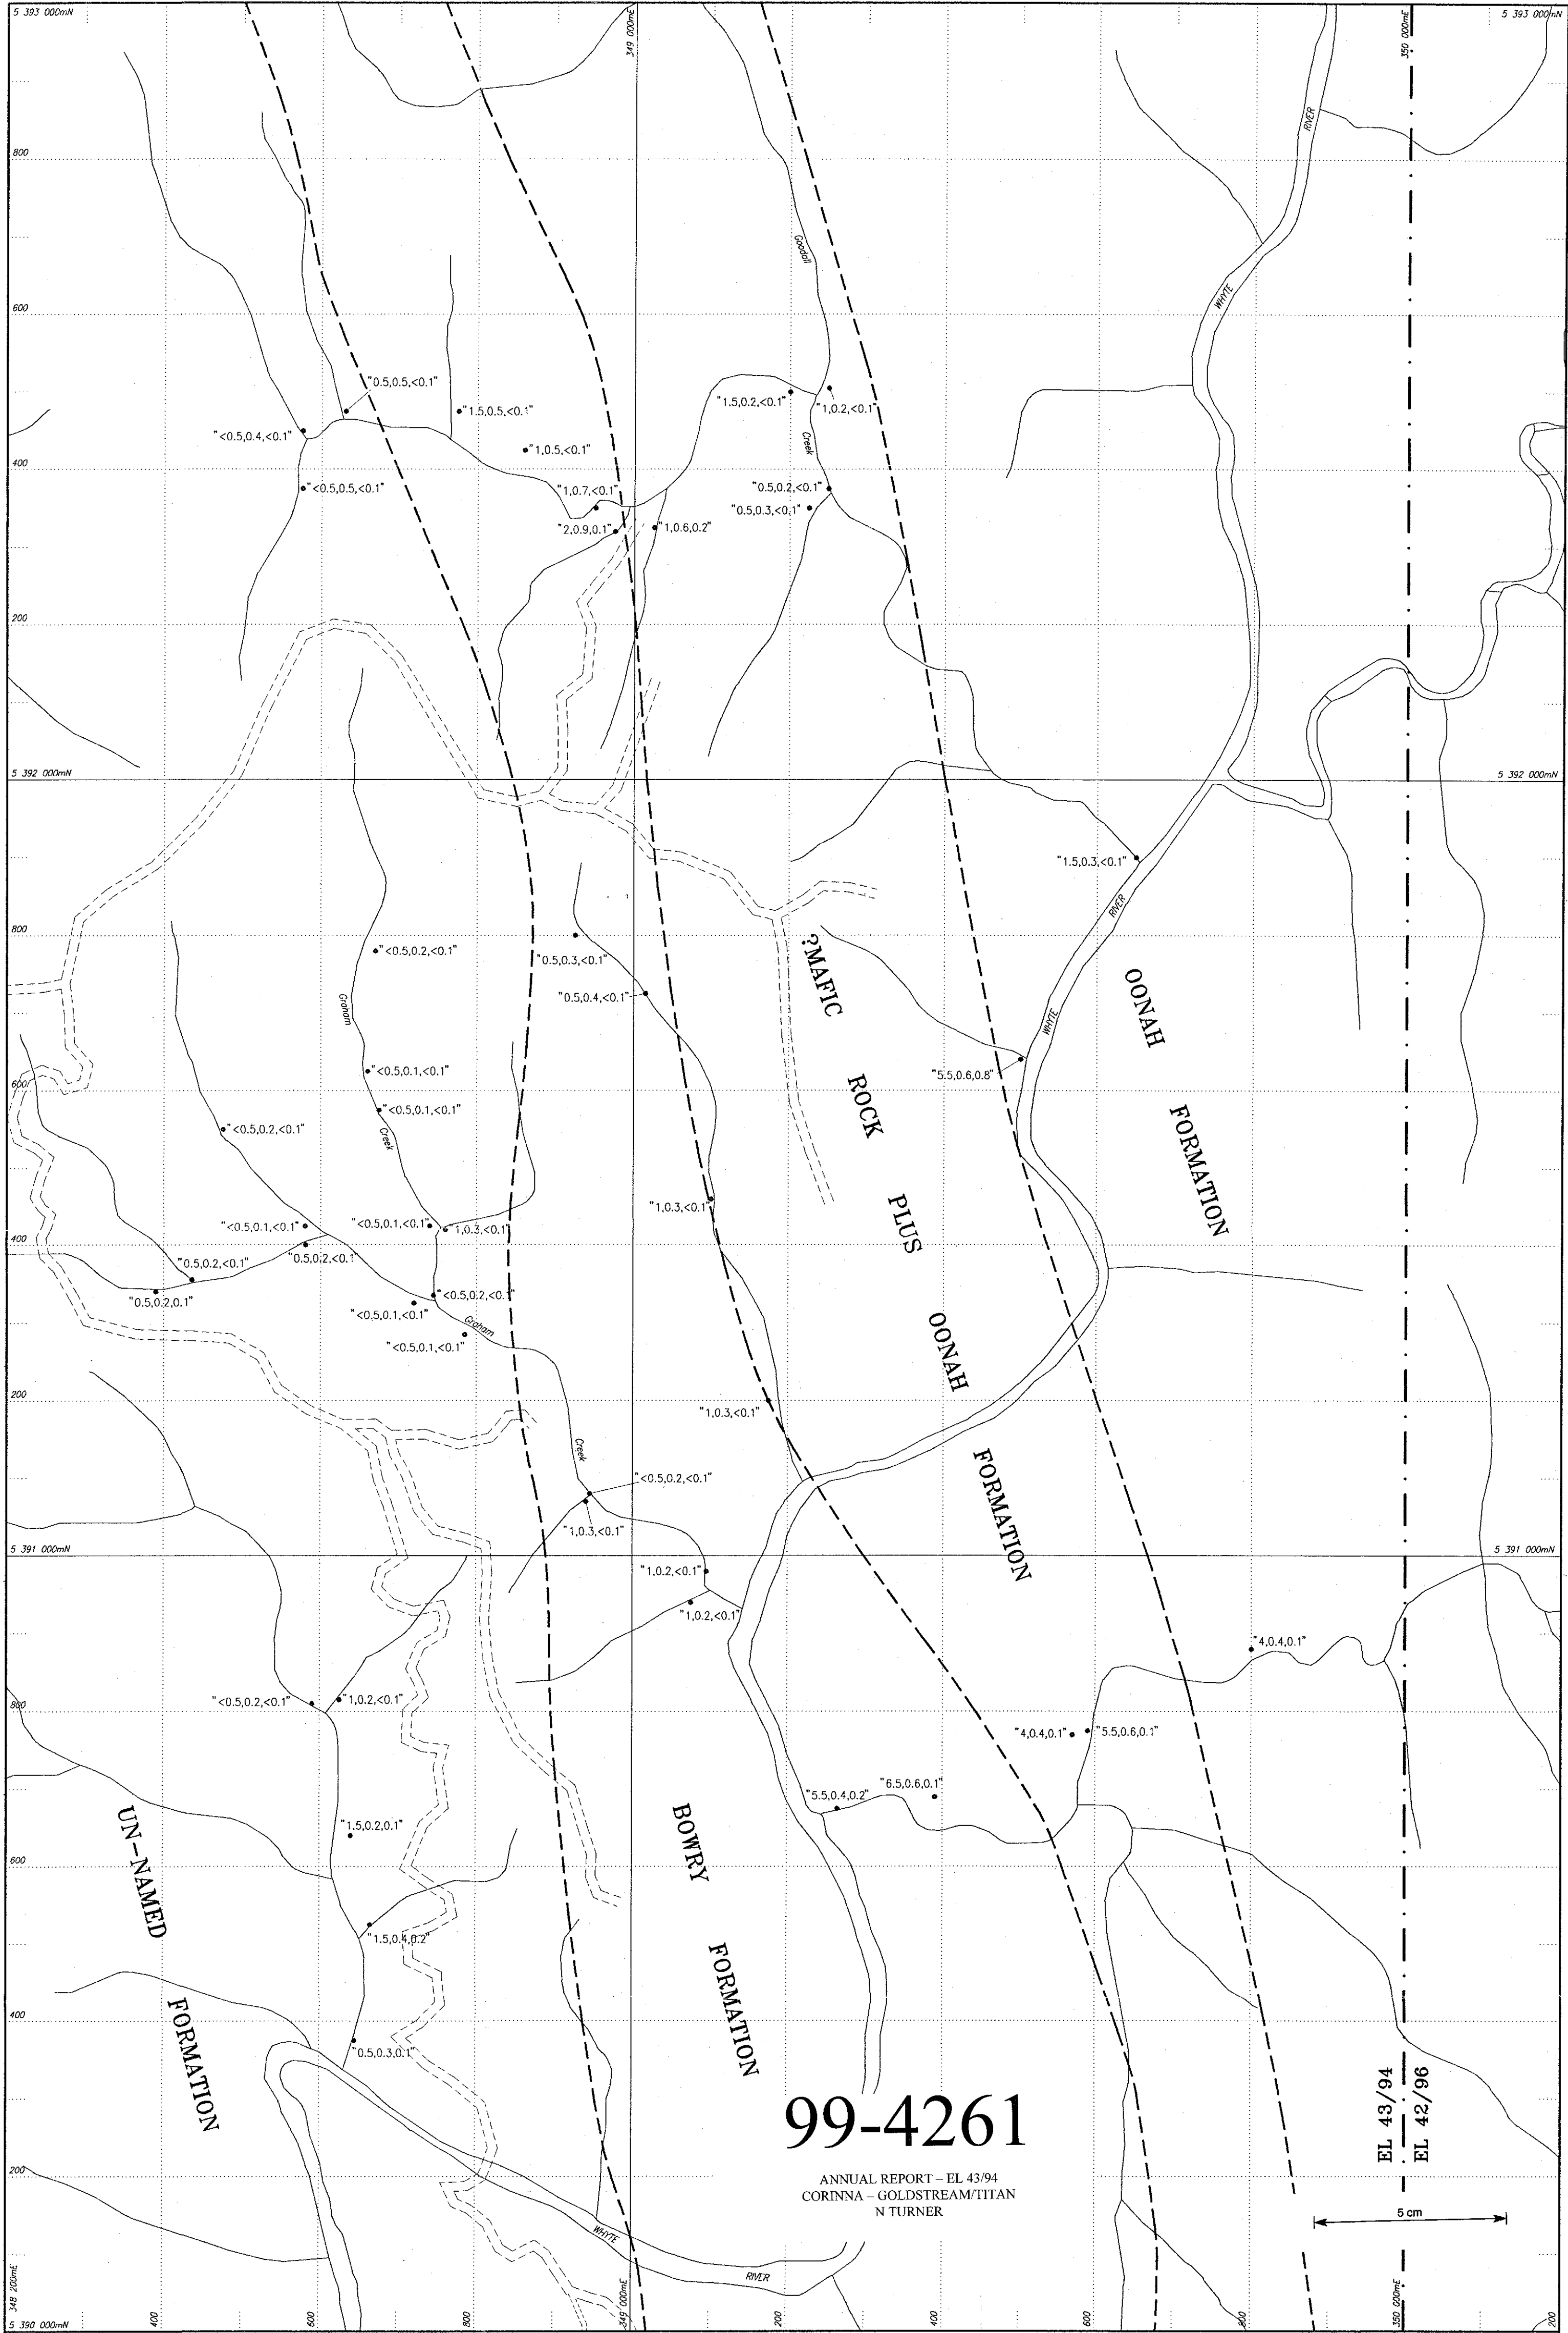 5 393 000mN
349 000mE
350 000mE
5 393 000mN
RIVER
800
Goodall
WHYTE
600
"0.5,0.5,<0.1"
"1.5,0.5,<0.1"
"1.5,0.2,<0.1"
"1,0.2,<0.1"
"<0.5,0.4,<0.1"
"1,0.5,<0.1"
Creek
400
"<0.5,0.5,<0.1"
"1,0.7,<0.1"
"0.5,0.2,<0.1"
"0.5,0.3,<0.1"
"2,0.9,0.1"
"1,0.6,0.2"
200
5 392 000mN
5 392 000mN
"1.5,0.3,<0.1"
RIVER
800
"<0.5,0.2,<0.1"
"0.5,0.3,<0.1"
"0.5,0.4,<0.1"
Graham
WHYTE
?MAFIC
ROCK
PLUS
OONAH
FORMATION
OONAH
FORMATION
"<0.5,0.1,<0.1"
"5.5,0.6,0.8"
600
"<0.5,0.1,<0.1"
"<0.5,0.2,<0.1"
Creek
"1,0.3,<0.1"
"<0.5,0.1,<0.1"
"<0.5,0.1,<0.1"
"1,0.3,<0.1"
400
"0.5,0.2,<0.1"
"0.5,0.2,<0.1"
"0.5,0.2,0.1"
"<0.5,0.2,<0.1"
"<0.5,0.1,<0.1"
Graham
"<0.5,0.1,<0.1"
200
"1,0.3,<0.1"
Creek
"<0.5,0.2,<0.1"
"1,0.3,<0.1"
5 391 000mN
5 391 000mN
"1,0.2,<0.1"
"1,0.2,<0.1"
"4,0.4,0.1"
"<0.5,0.2,<0.1"
"1,0.2,<0.1"
800
"4,0.4,0.1"
"5.5,0.6,0.1"
"5.5,0.4,0.2"
"6.5,0.6,0.1"
"1.5,0.2,0.1"
UN-NAMED
FORMATION
BOWRY
FORMATION
600
"1.5,0.4,0.2"
400
"0.5,0.3,0.1"
99-4261
ANNUAL REPORT – EL 43/94
CORINNA – GOLDSTREAM/TITAN
N TURNER
EL 43/94
EL 42/96
200
5 cm
WHYTE
RIVER
348 200mE
400
600
800
349 000mE
200
400
600
800
350 000mE
200
5 390 000mN